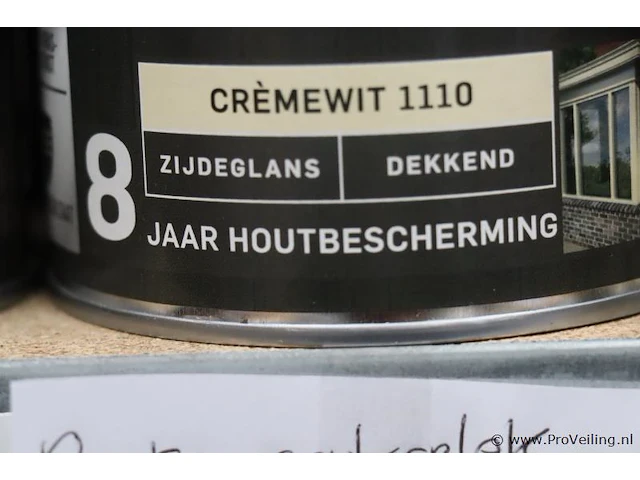 CRÈMEWIT 1110
ZIJDEGLANS DEKKEND
8
JAAR HOUTBESCHERMING
© www.ProVeiling.nl